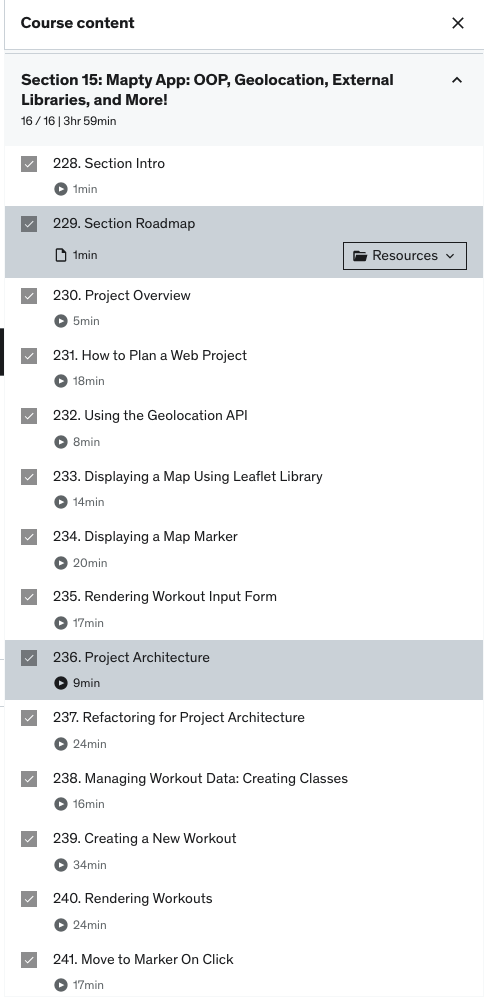 Course content
Section 15: Mapty App: OOP, Geolocation, External
Libraries, and More!
16 / 16 | 3hr 59min
228. Section Intro
1min
229. Section Roadmap
1min
Resources
230. Project Overview
5min
231. How to Plan a Web Project
18min
232. Using the Geolocation API
8min
233. Displaying a Map Using Leaflet Library
14min
234. Displaying a Map Marker
20min
235. Rendering Workout Input Form
17min
236. Project Architecture
9min
237. Refactoring for Project Architecture
24min
238. Managing Workout Data: Creating Classes
16min
239. Creating a New Workout
34min
240. Rendering Workouts
24min
241. Move to Marker On Click
17min